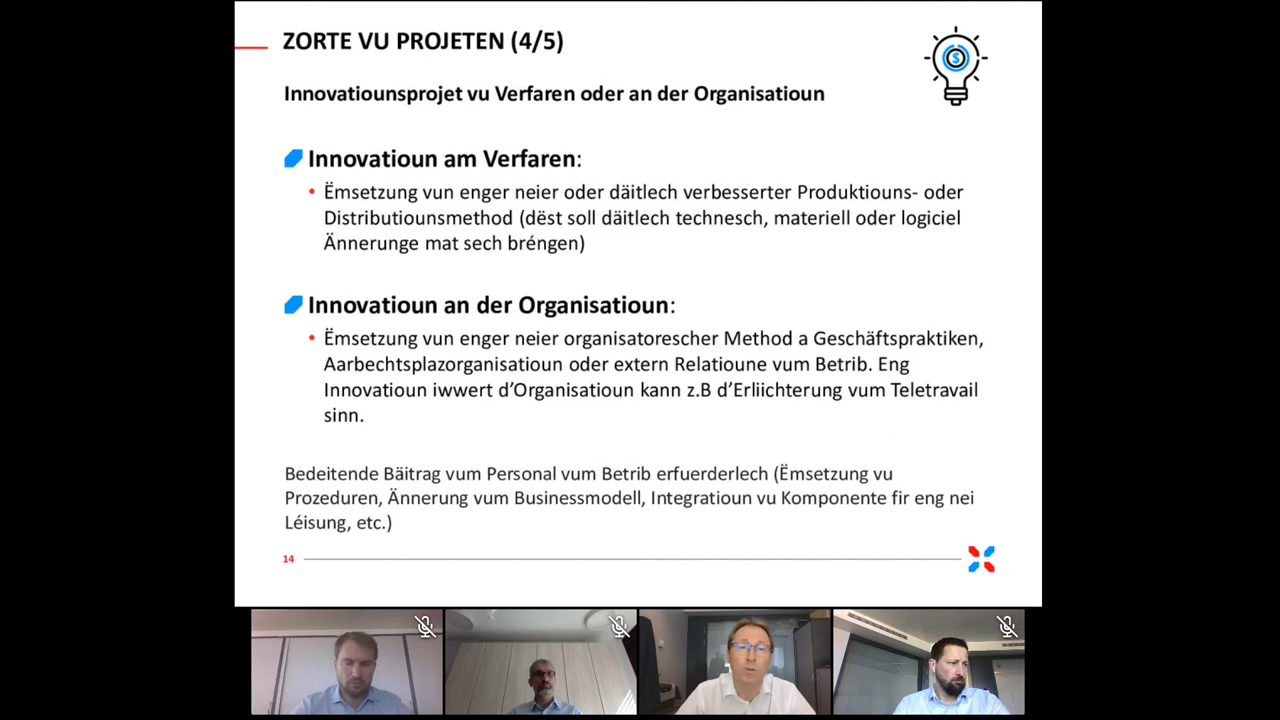 ZORTE VU PROJETEN (4/5)
$
Innovatiounsprojet vu Verfaren oder an der Organisatioun
Innovatioun am Verfaren:
• Ëmsetzung vun enger neier oder däitlech verbesserter Produktiouns- oder
Distributiounsmethod (dëst soll däitlech technesch, materiell oder logiciel
Ännerunge mat sech bréngen)
Innovatioun an der Organisatioun:
• Ëmsetzung vun enger neier organisatorescher Method a Geschäftspraktiken,
Aarbechtsplazorganisatioun oder extern Relatioune vum Betrib. Eng
Innovatioun iwwert d’Organisatioun kann z.B d’Erliichterung vum Teletravail
sinn.
Bedeitende Bäitrag vum Personal vum Betrib erfuerderlech (Ëmsetzung vu
Prozeduren, Ännerung vum Businessmodell, Integratioun vu Komponente fir eng nei
Léisung, etc.)
14